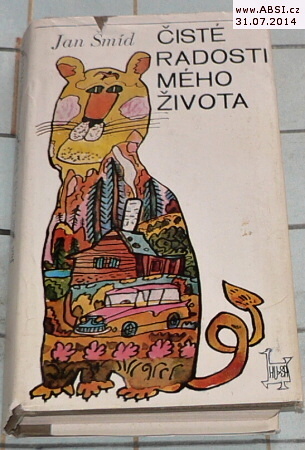 www.ABSI.cz
31.07.2014
Jan Šmíd
ČISTÉ
RADOSTI
MÉHO
ŽIVOTA